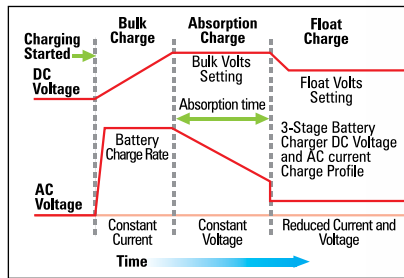 Bulk
Charge
Absorption
Charge
Float
Charge
Charging
Started
DC
Voltage
Bulk Volts
Setting
Float Volts
Setting
Absorption time
Battery
Charge Rate
3-Stage Battery
Charger DC Voltage
and AC current
Charge Profile
AC
Voltage
Constant
Current
Constant
Voltage
Reduced Current and
Voltage
Time